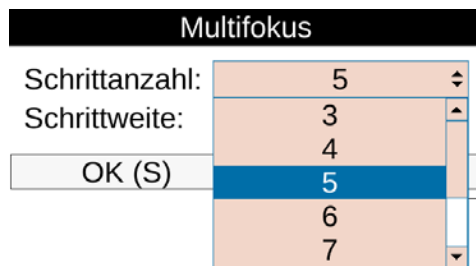 Multifokus
Schrittanzahl: 5
Schrittweite: 3
4
OK (S) 5
6
7